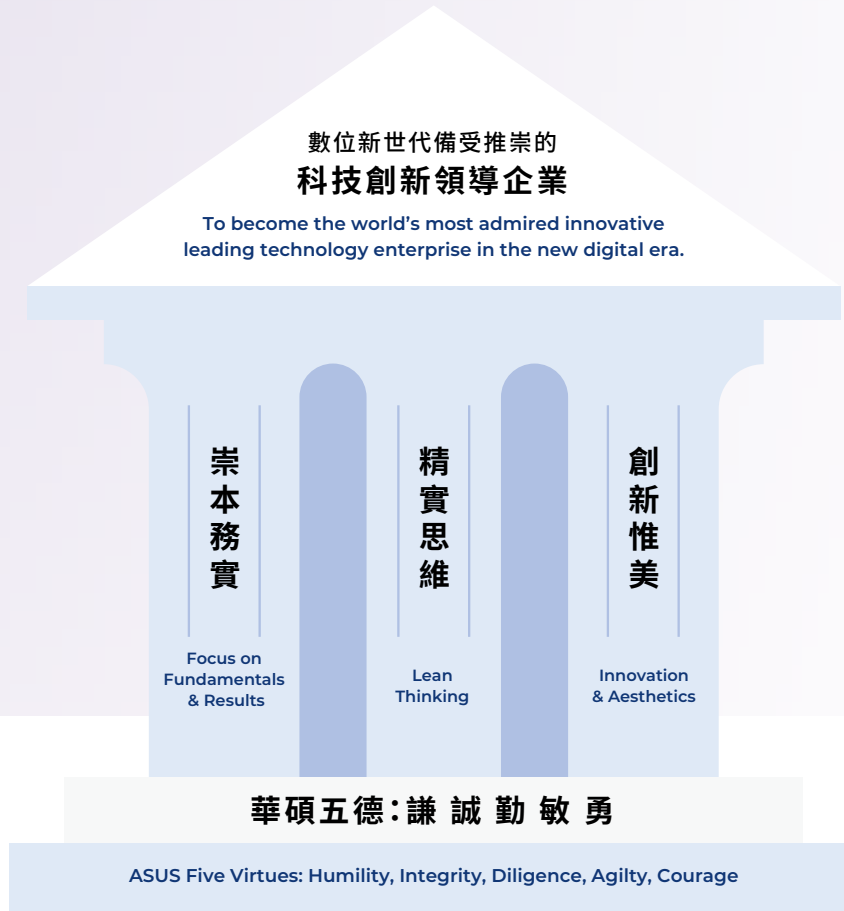 數位新世代備受推崇的
科技創新領導企業
To become the world's most admired innovative
leading technology enterprise in the new digital era.
崇本務實
Focus on
Fundamentals
& Results
精實思維
Lean
Thinking
創新惟美
Innovation
& Aesthetics
華碩五德:謙 誠 勤 敏 勇
ASUS Five Virtues: Humility, Integrity, Diligence, Agilty, Courage